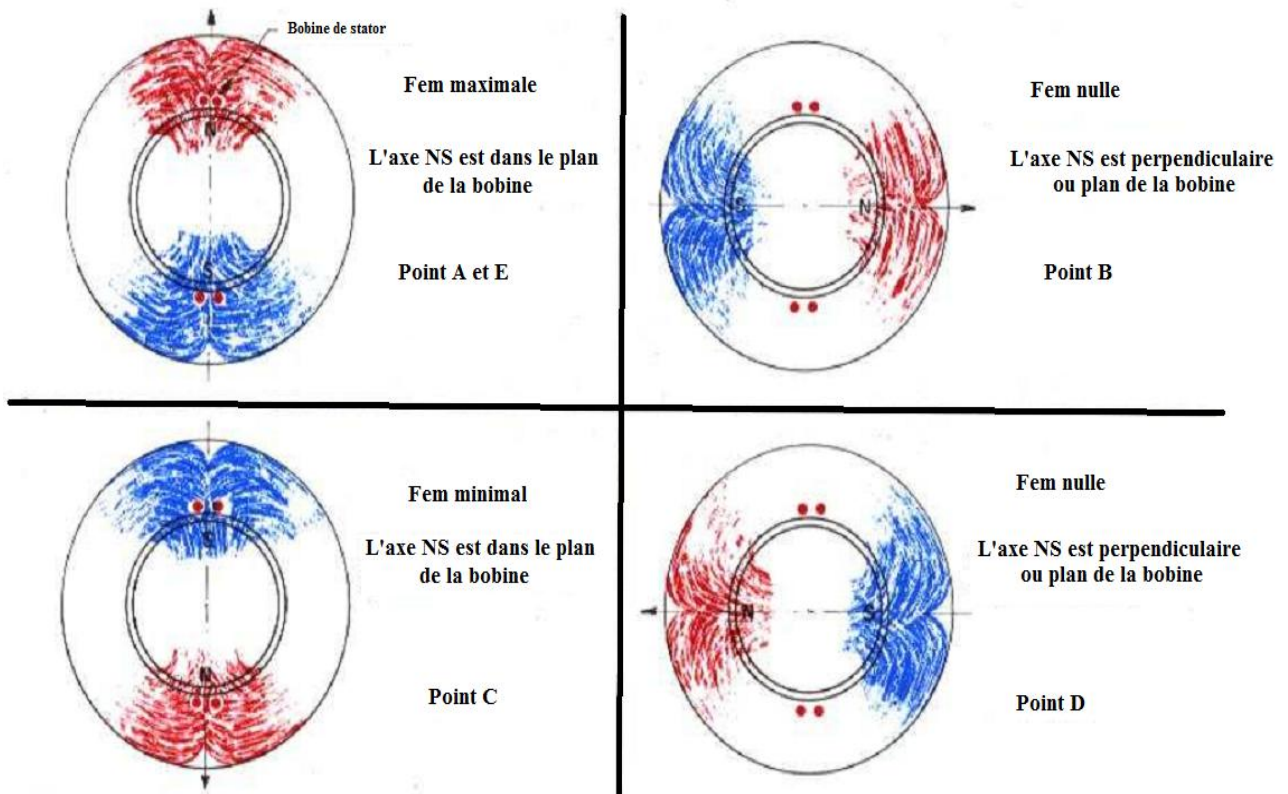 Bobine de stator
Fem maximale
N
L'axe NS est dans le plan
de la bobine
S
Point A et E
Fem nulle
L'axe NS est perpendiculaire
ou plan de la bobine
S
N
Point B
Fem minimal
L'axe NS est dans le plan
de la bobine
S
N
Point C
Fem nulle
L'axe NS est perpendiculaire
ou plan de la bobine
N
S
Point D